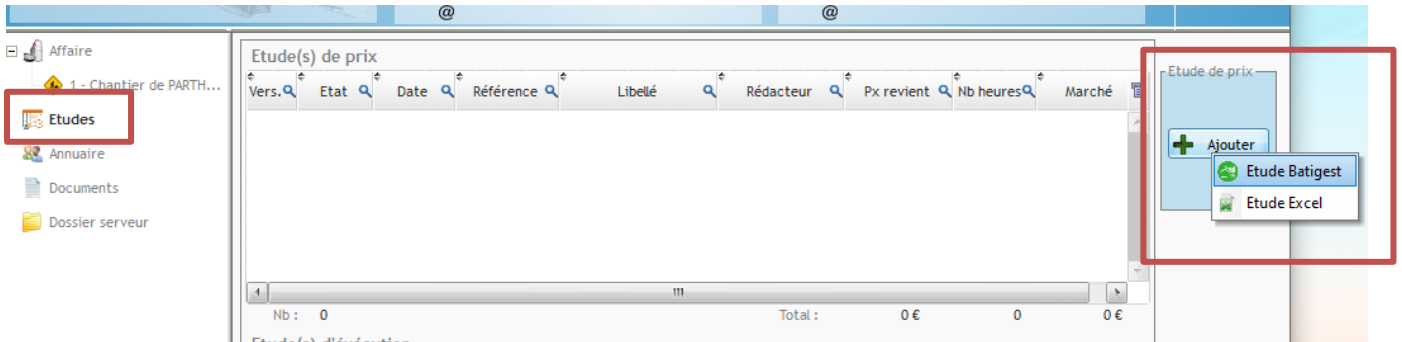 @ @
Affaire
1 - Chantier de PARTH...
Etudes
Annuaire
Documents
Dossier serveur
Etude(s) de prix
Vers. Etat Date Référence Libellé Rédacteur Px revient Nb heures Marché
Nb : 0 Total : 0 € 0 0 €
Etude(s) d'exécution
Etude de prix
Ajouter
Etude Batigest
Etude Excel